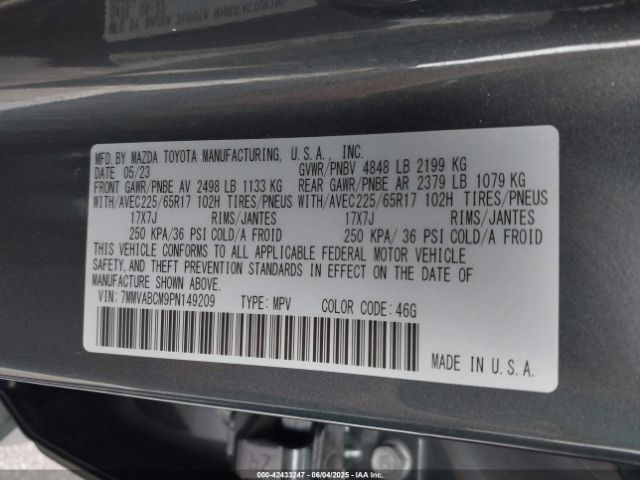 MFD.BY MAZDA TOYOTA MANUFACTURING, U.S.A., INC.
DATE 05/23 GVWR/PNBV 4848 LB 2199 KG
FRONT GAWR/PNBE AV 2498 LB 1133 KG REAR GAWR/PNBE AR 2379 LB 1079 KG
WITH/AVEC225/65R17 102H TIRES/PNEUS WITH/AVEC225/65R17 102H TIRES/PNEUS
17X7J RIMS/JANTES 17X7J RIMS/JANTES
250 KPA/36 PSI COLD/A FROID 250 KPA/ 36 PSI COLD/A FROID
THIS VEHICLE CONFORMS TO ALL APPLICABLE FEDERAL MOTOR VEHICLE
SAFETY, AND THEFT PREVENTION STANDARDS IN EFFECT ON THE DATE OF
MANUFACTURE SHOWN ABOVE.
VIN: 7MMVABCM9PN149209 TYPE: MPV COLOR CODE: 46G
MADE IN U.S.A.
000-42433247 - 06/04/2025 - IAAI.COM